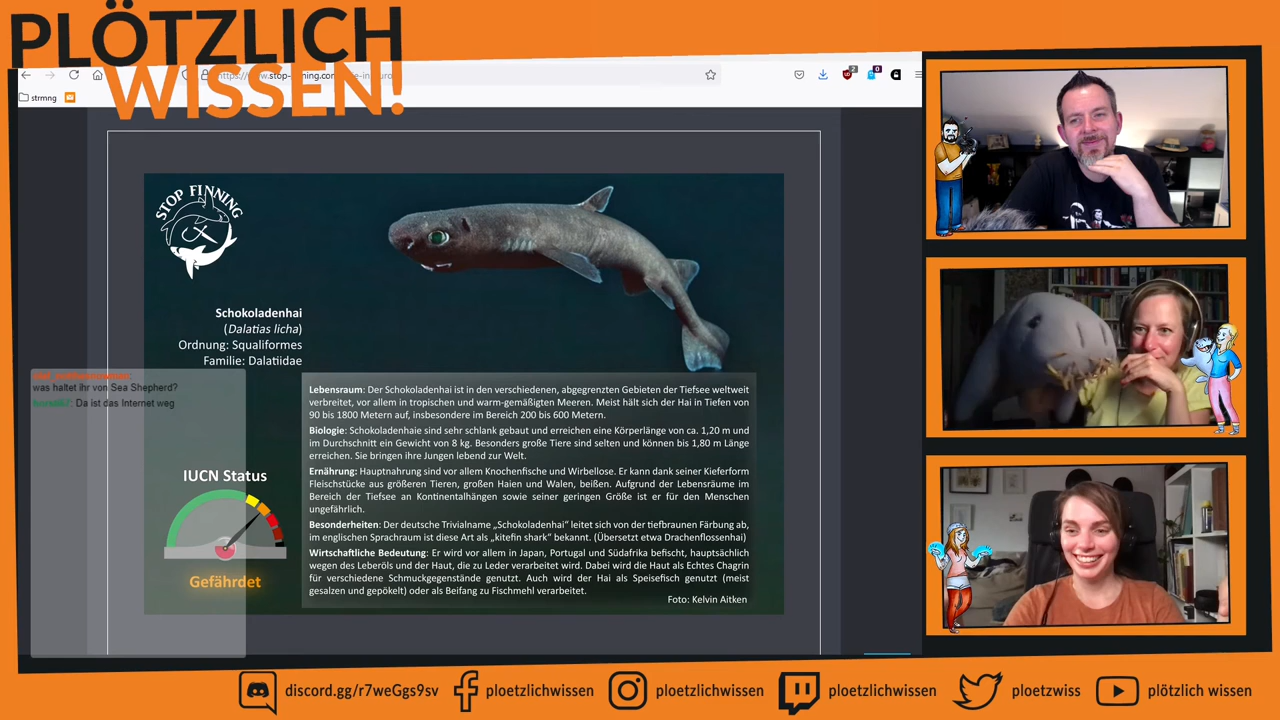 PLÖTZLICH
WISSEN!
strmng
2
0
STOP FINNING
Schokoladenhai
(Dalatias licha)
Ordnung: Squaliformes
Familie: Dalatiidae
was haltet ihr von Sea Shepherd?
Da ist das Internet weg
IUCN Status
Gefährdet
Lebensraum: Der Schokoladenhai ist in den verschiedenen, abgegrenzten Gebieten der Tiefsee weltweit
verbreitet, vor allem in tropischen und warm-gemäßigten Meeren. Meist hält sich der Hai in Tiefen von
90 bis 1800 Metern auf, insbesondere im Bereich 200 bis 600 Metern.
Biologie: Schokoladenhaie sind sehr schlank gebaut und erreichen eine Körperlänge von ca. 1,20 m und
im Durchschnitt ein Gewicht von 8 kg. Besonders große Tiere sind selten und können bis 1,80 m Länge
erreichen. Sie bringen ihre Jungen lebend zur Welt.
Ernährung: Hauptnahrung sind vor allem Knochenfische und Wirbellose. Er kann dank seiner Kieferform
Fleischstücke aus größeren Tieren, großen Haien und Walen, beißen. Aufgrund der Lebensräume im
Bereich der Tiefsee an Kontinentalhängen sowie seiner geringen Größe ist er für den Menschen
ungefährlich.
Besonderheiten: Der deutsche Trivialname „Schokoladenhai“ leitet sich von der tiefbraunen Färbung ab,
im englischen Sprachraum ist diese Art als „kitefin shark“ bekannt. (Übersetzt etwa Drachenflossenhai)
Wirtschaftliche Bedeutung: Er wird vor allem in Japan, Portugal und Südafrika befischt, hauptsächlich
wegen des Leberöls und der Haut, die zu Leder verarbeitet wird. Dabei wird die Haut als Echtes Chagrin
für verschiedene Schmuckgegenstände genutzt. Auch wird der Hai als Speisefisch genutzt (meist
gesalzen und gepökelt) oder als Beifang zu Fischmehl verarbeitet.
Foto: Kelvin Aitken
discord.gg/r7weGgs9sv
ploetzlichwissen
ploetzlichwissen
ploetzlichwissen
ploetzwiss
plötzlich wissen